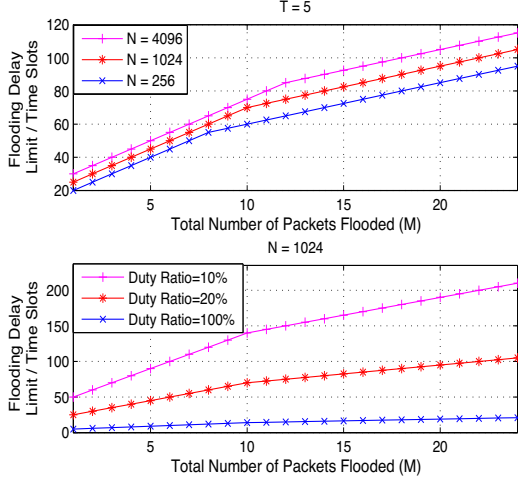 T = 5
120
100
80
60
40
20
N = 4096
N = 1024
N = 256
Flooding Delay
Limit / Time Slots
5
10
15
20
Total Number of Packets Flooded (M)
N = 1024
200
150
100
50
0
Duty Ratio=10%
Duty Ratio=20%
Duty Ratio=100%
Flooding Delay
Limit / Time Slots
5
10
15
20
Total Number of Packets Flooded (M)